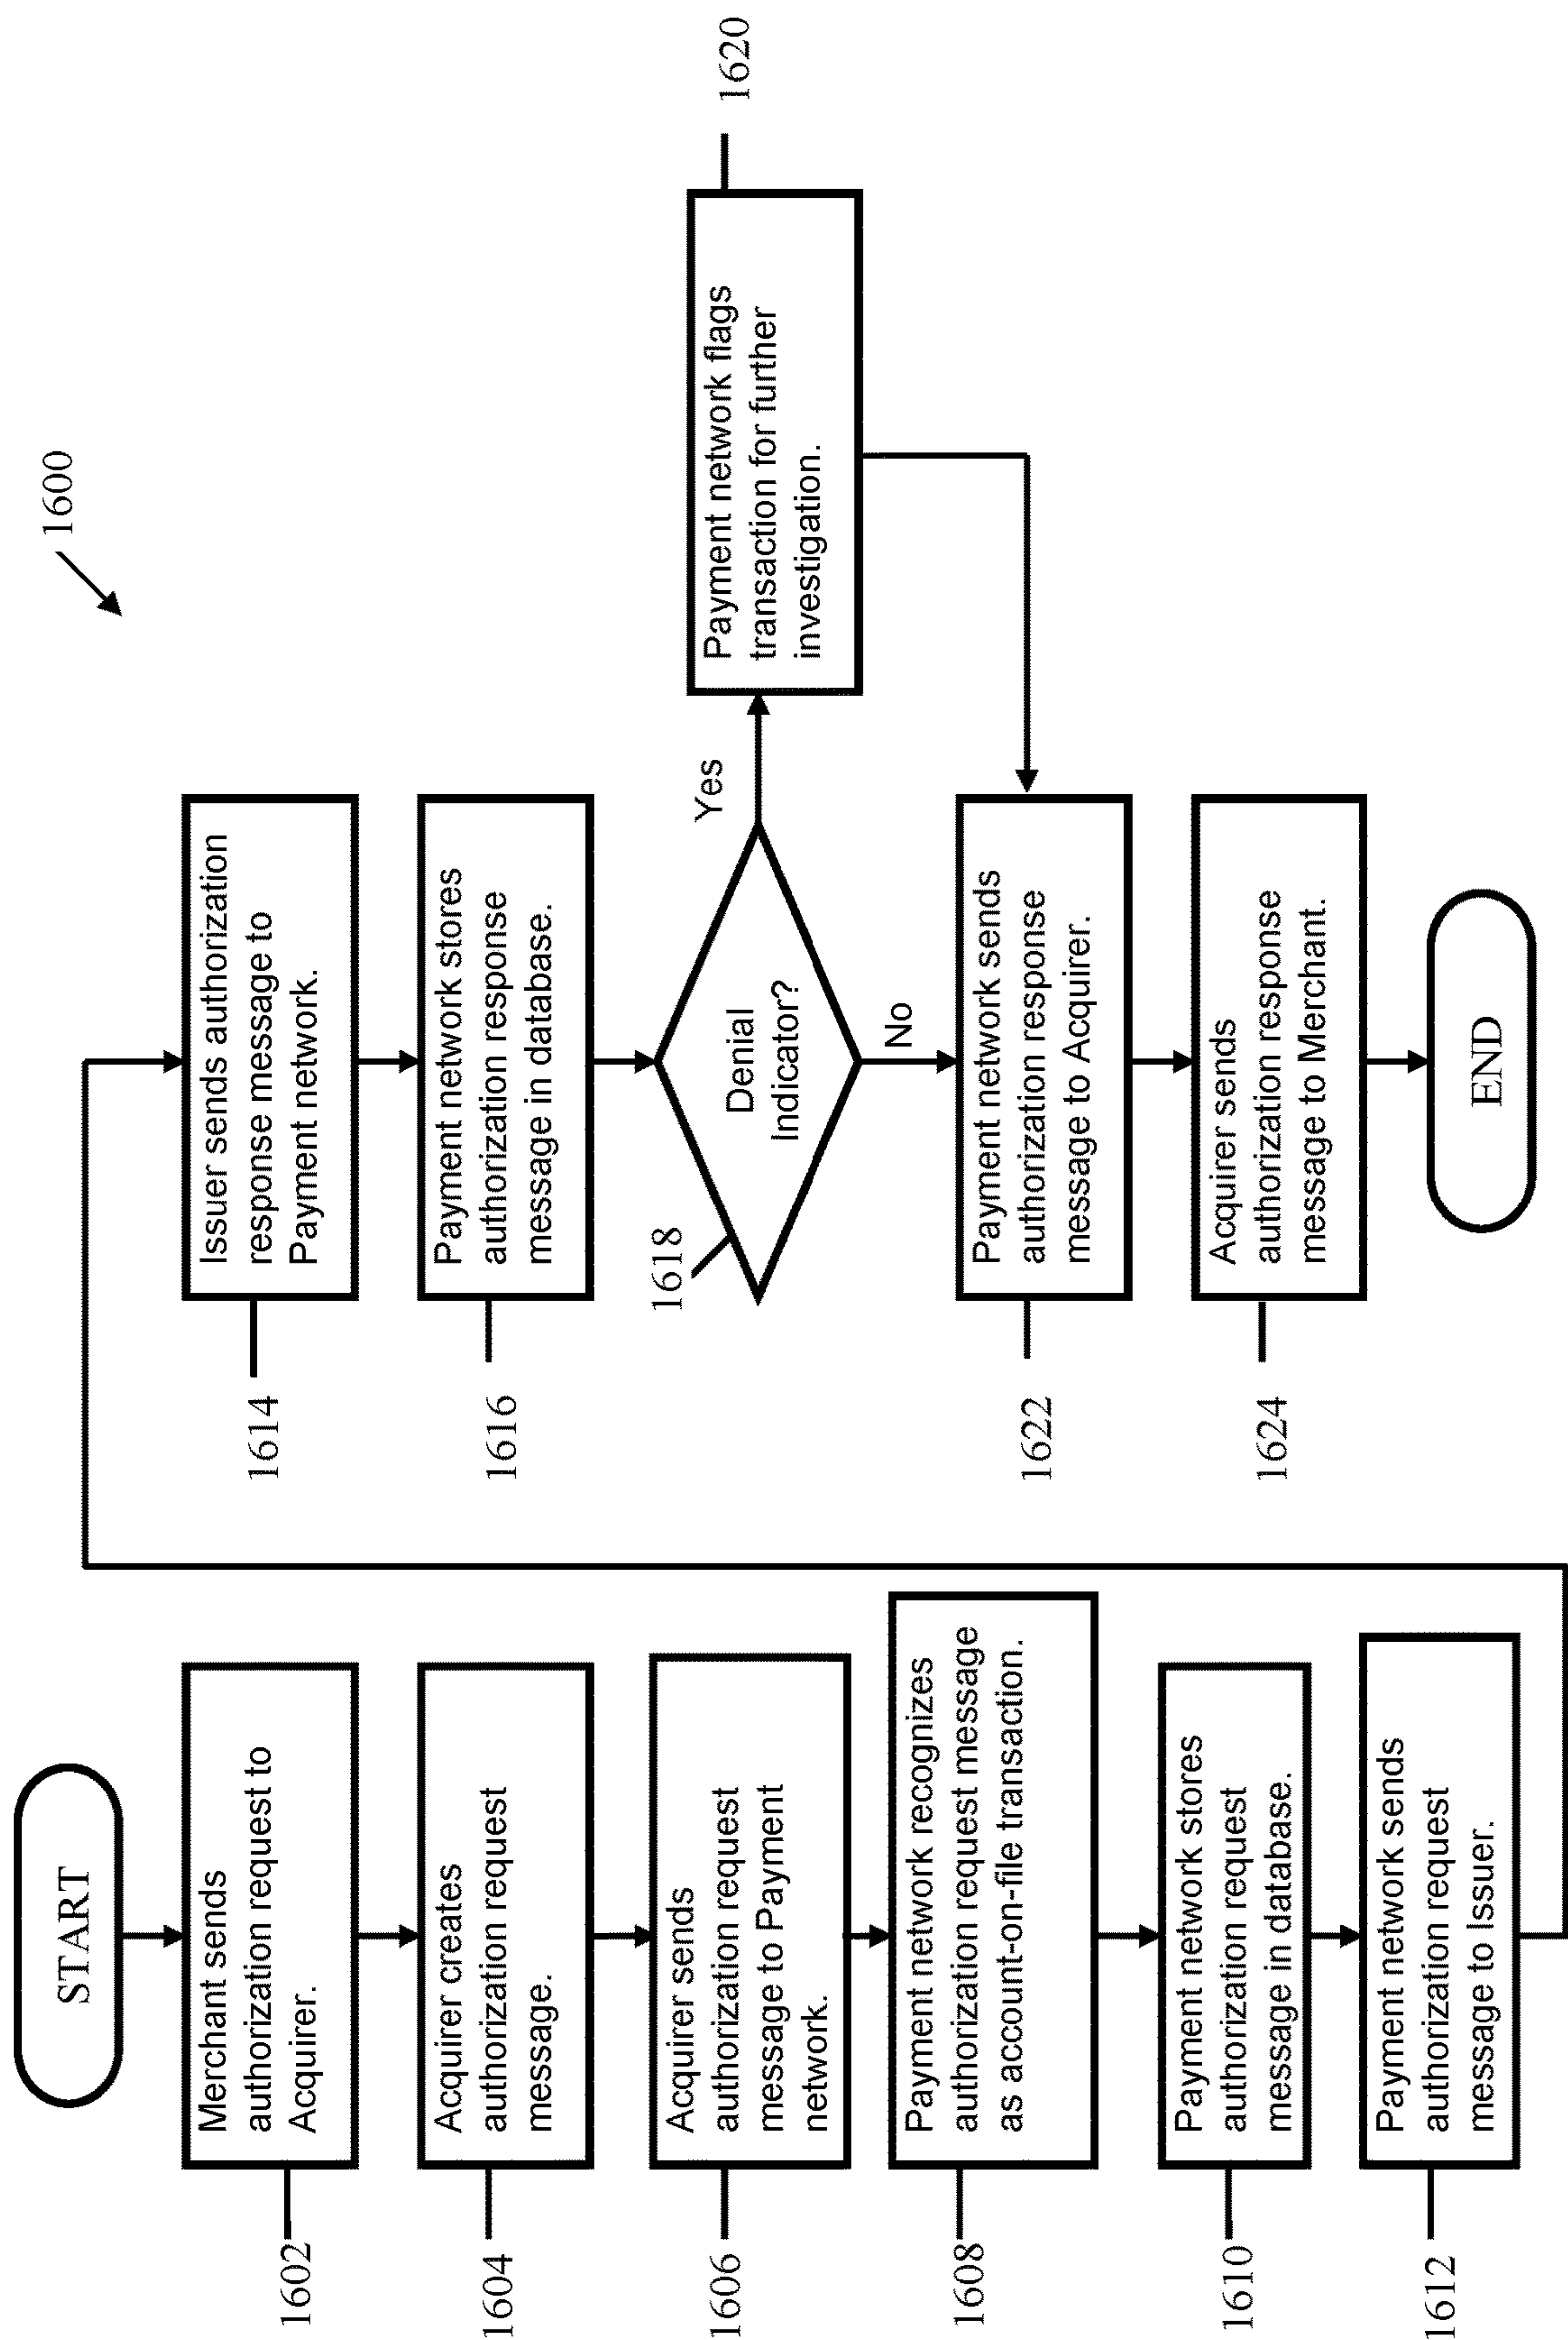 1600
START
1602
Merchant sends
authorization request to
Acquirer.
1604
Acquirer creates
authorization request
message.
1606
Acquirer sends
authorization request
message to Payment
network.
1608
Payment network recognizes
authorization request message
as account-on-file transaction.
1610
Payment network stores
authorization request
message in database.
1612
Payment network sends
authorization request
message to Issuer.
1614
Issuer sends authorization
response message to
Payment network.
1616
Payment network stores
authorization response
message in database.
1618
Denial
Indicator?
Yes
1620
Payment network flags
transaction for further
investigation.
No
1622
Payment network sends
authorization response
message to Acquirer.
1624
Acquirer sends
authorization response
message to Merchant.
END